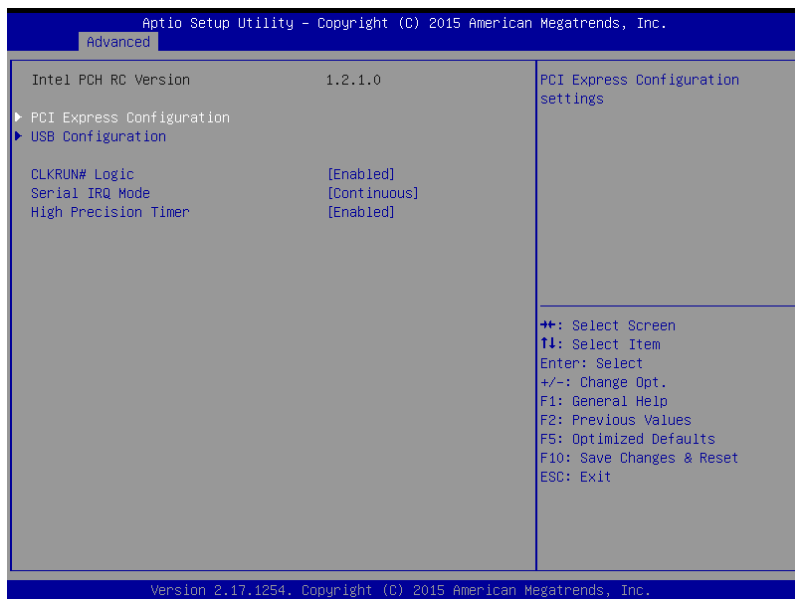 Aptio Setup Utility – Copyright (C) 2015 American Megatrends, Inc.
Advanced
Intel PCH RC Version 1.2.1.0
PCI Express Configuration
USB Configuration
CLKRUN# Logic [Enabled]
Serial IRQ Mode [Continuous]
High Precision Timer [Enabled]
PCI Express Configuration
settings
→←: Select Screen
↑↓: Select Item
Enter: Select
+/-: Change Opt.
F1: General Help
F2: Previous Values
F5: Optimized Defaults
F10: Save Changes & Reset
ESC: Exit
Version 2.17.1254. Copyright (C) 2015 American Megatrends, Inc.